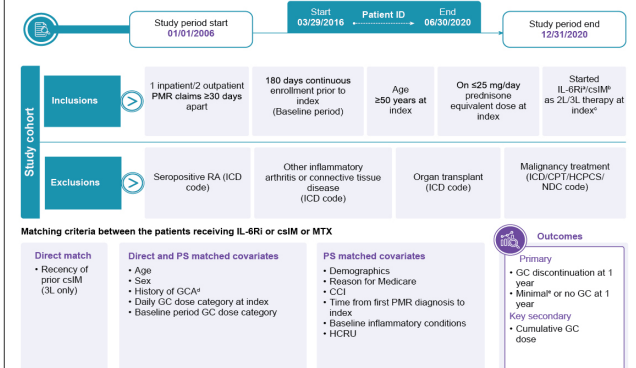 Study period start
01/01/2006
Start
03/29/2016
Patient ID
End
06/30/2020
Study period end
12/31/2020
Study cohort
Inclusions
1 inpatient/2 outpatient
PMR claims ≥30 days
apart
180 days continuous
enrollment prior to
index
(Baseline period)
Age
≥50 years at
index
On ≤25 mg/day
prednisone
equivalent dose at
index
Started
IL-6Riᵃ/csIMᵇ
as 2L/3L therapy at
indexᶜ
Exclusions
Seropositive RA (ICD
code)
Other inflammatory
arthritis or connective tissue
disease
(ICD code)
Organ transplant
(ICD code)
Malignancy treatment
(ICD/CPT/HCPCS/
NDC code)
Matching criteria between the patients receiving IL-6Ri or csIM or MTX
Direct match
• Recency of
prior csIM
(3L only)
Direct and PS matched covariates
• Age
• Sex
• History of GCAᵈ
• Daily GC dose category at index
• Baseline period GC dose category
PS matched covariates
• Demographics
• Reason for Medicare
• CCI
• Time from first PMR diagnosis to
index
• Baseline inflammatory conditions
• HCRU
Outcomes
Primary
• GC discontinuation at 1
year
• Minimalᵉ or no GC at 1
year
Key secondary
• Cumulative GC
dose